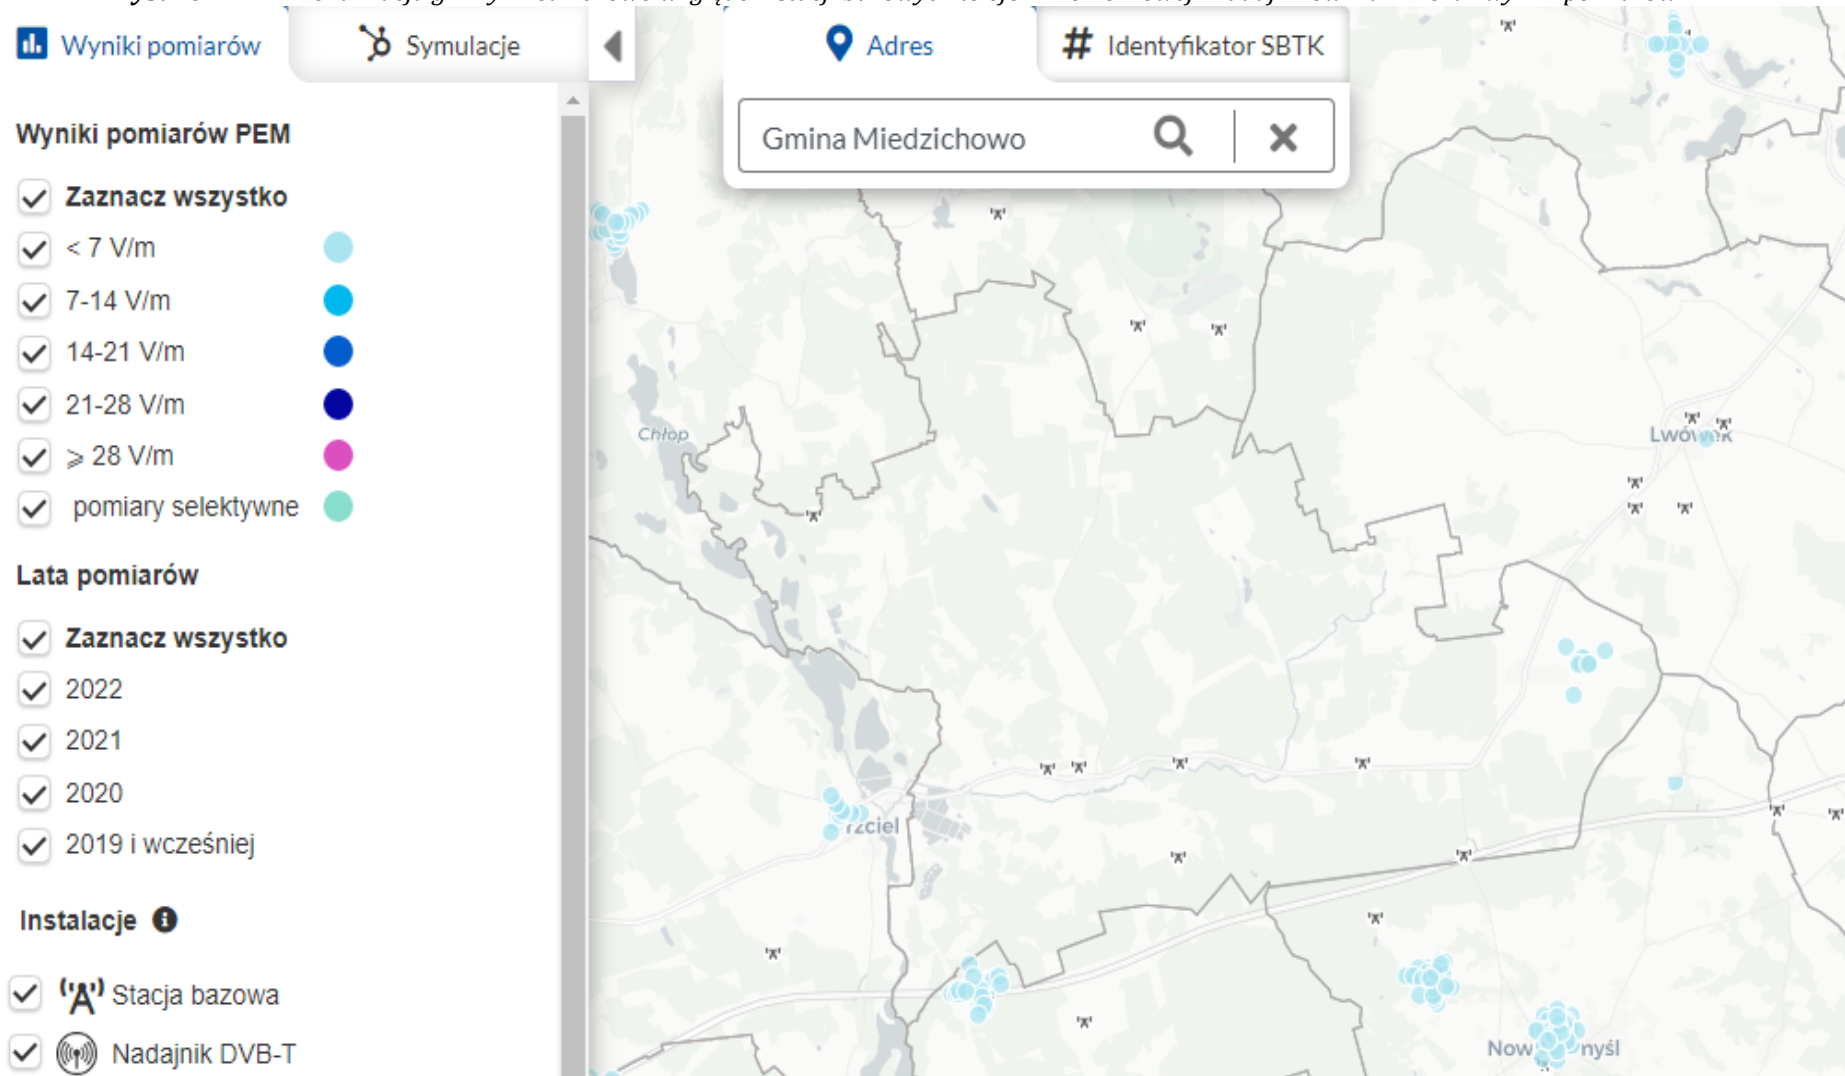 Wyniki pomiarów
Symulacje
Adres
# Identyfikator SBTK
Gmina Miedzichowo
Wyniki pomiarów PEM
Zaznacz wszystko
< 7 V/m
7-14 V/m
14-21 V/m
21-28 V/m
⩾ 28 V/m
pomiary selektywne
Lata pomiarów
Zaznacz wszystko
2022
2021
2020
2019 i wcześniej
Instalacje
Stacja bazowa
Nadajnik DVB-T
Chłop